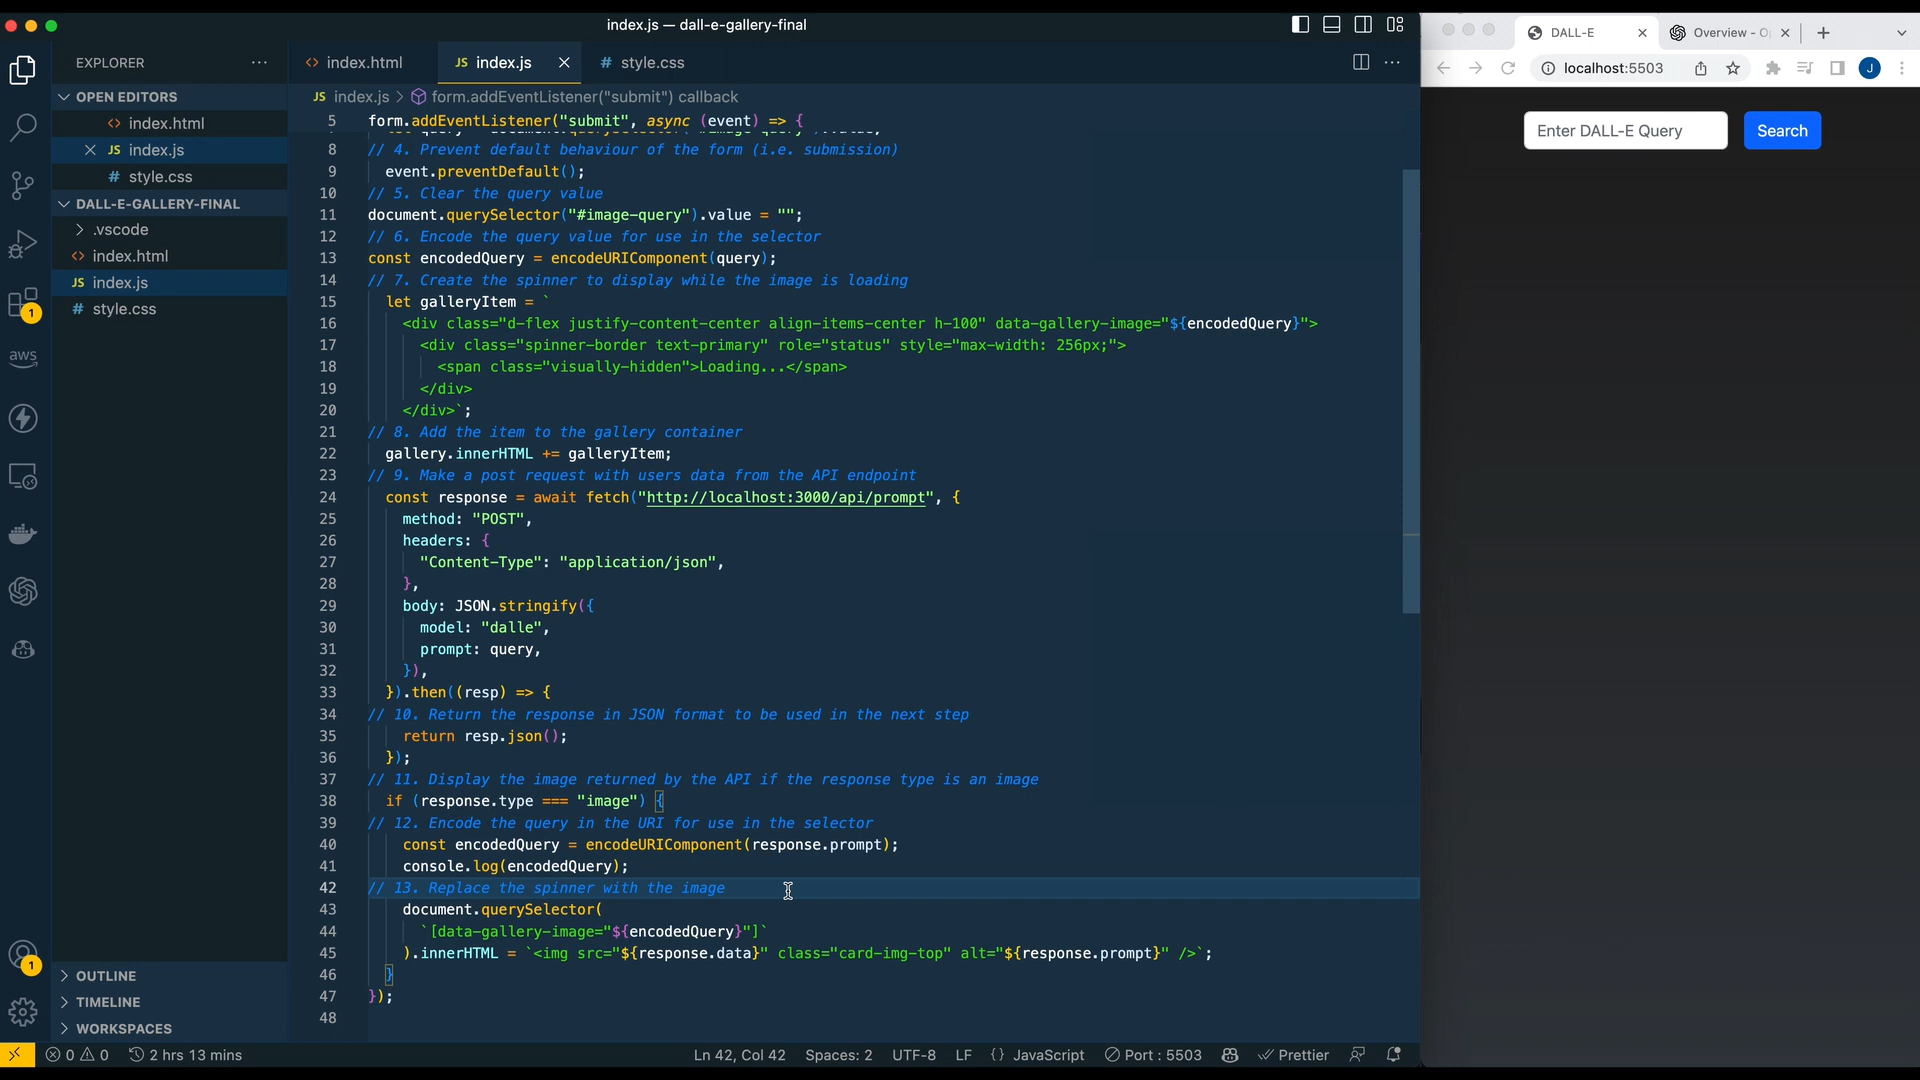 index.js — dall-e-gallery-final
EXPLORER
OPEN EDITORS
<> index.html
JS index.js
# style.css
DALL-E-GALLERY-FINAL
.vscode
<> index.html
JS index.js
# style.css
OUTLINE
TIMELINE
WORKSPACES
1
aws
1
<> index.html
JS index.js
# style.css
JS index.js > form.addEventListener("submit") callback
5 form.addEventListener("submit", async (event) => {
8 // 4. Prevent default behaviour of the form (i.e. submission)
9 event.preventDefault();
10 // 5. Clear the query value
11 document.querySelector("#image-query").value = "";
12 // 6. Encode the query value for use in the selector
13 const encodedQuery = encodeURIComponent(query);
14 // 7. Create the spinner to display while the image is loading
15 let galleryItem = `
16 <div class="d-flex justify-content-center align-items-center h-100" data-gallery-image="${encodedQuery}">
17 <div class="spinner-border text-primary" role="status" style="max-width: 256px;">
18 <span class="visually-hidden">Loading...</span>
19 </div>
20 </div>`;
21 // 8. Add the item to the gallery container
22 gallery.innerHTML += galleryItem;
23 // 9. Make a post request with users data from the API endpoint
24 const response = await fetch("http://localhost:3000/api/prompt", {
25 method: "POST",
26 headers: {
27 "Content-Type": "application/json",
28 },
29 body: JSON.stringify({
30 model: "dalle",
31 prompt: query,
32 }),
33 }).then((resp) => {
34 // 10. Return the response in JSON format to be used in the next step
35 return resp.json();
36 });
37 // 11. Display the image returned by the API if the response type is an image
38 if (response.type === "image") {
39 // 12. Encode the query in the URI for use in the selector
40 const encodedQuery = encodeURIComponent(response.prompt);
41 console.log(encodedQuery);
42 // 13. Replace the spinner with the image
43 document.querySelector(
44 `[data-gallery-image="${encodedQuery}"]`
45 ).innerHTML = `<img src="${response.data}" class="card-img-top" alt="${response.prompt}" />`;
46 }
47 });
48
0 0 2 hrs 13 mins
Ln 42, Col 42 Spaces: 2 UTF-8 LF {} JavaScript Port : 5503 Prettier
DALL-E
Overview - O
localhost:5503
J
Enter DALL-E Query
Search